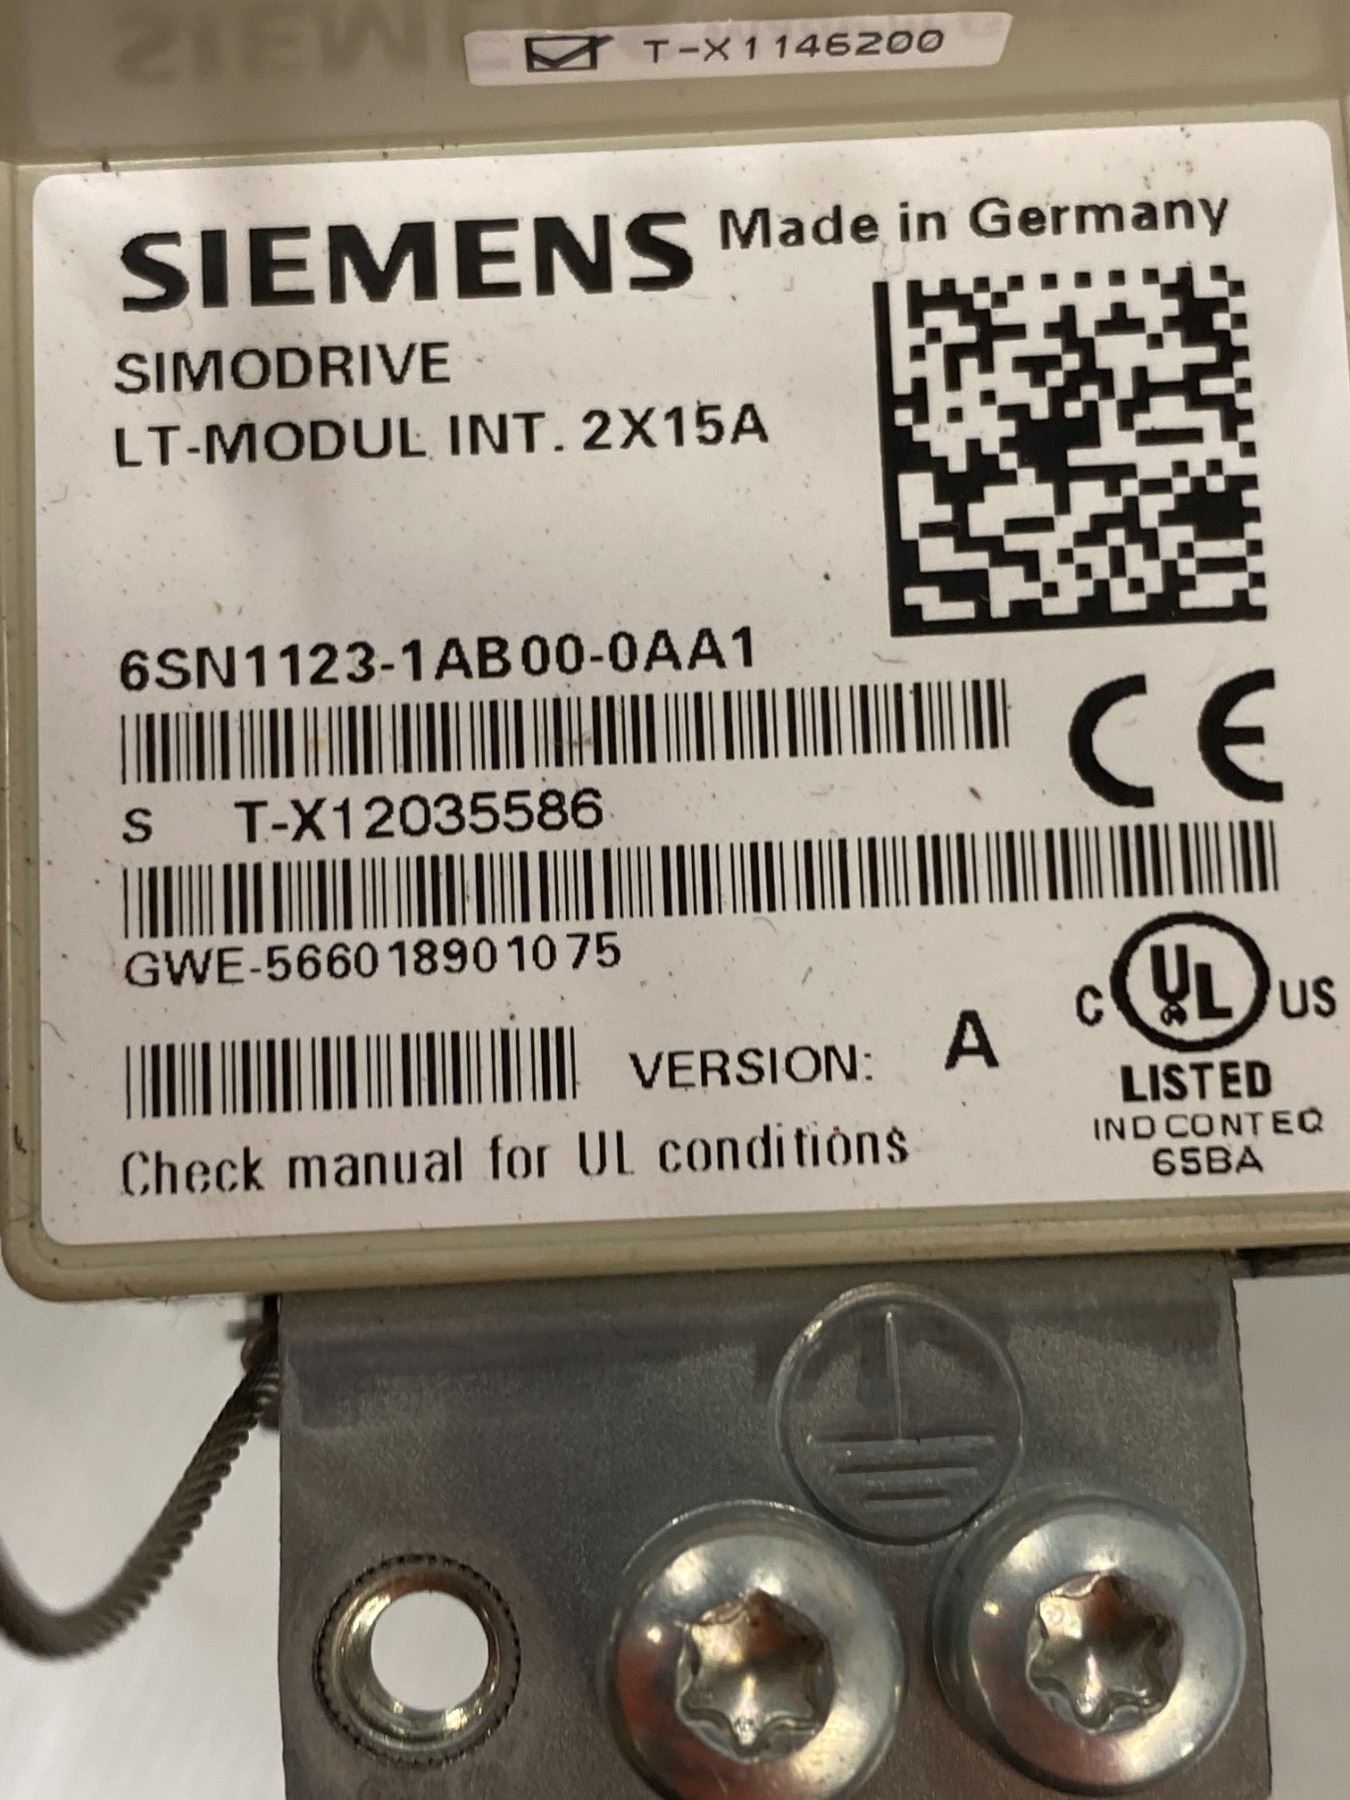 T-X1146200
SIEMENS Made in Germany
SIMODRIVE
LT-MODUL INT. 2X15A
6SN1123-1AB00-0AA1
CE
S T-X12035586
GWE-566018901075
C UL US
LISTED
IND CONT EQ
65BA
VERSION: A
Check manual for UL conditions